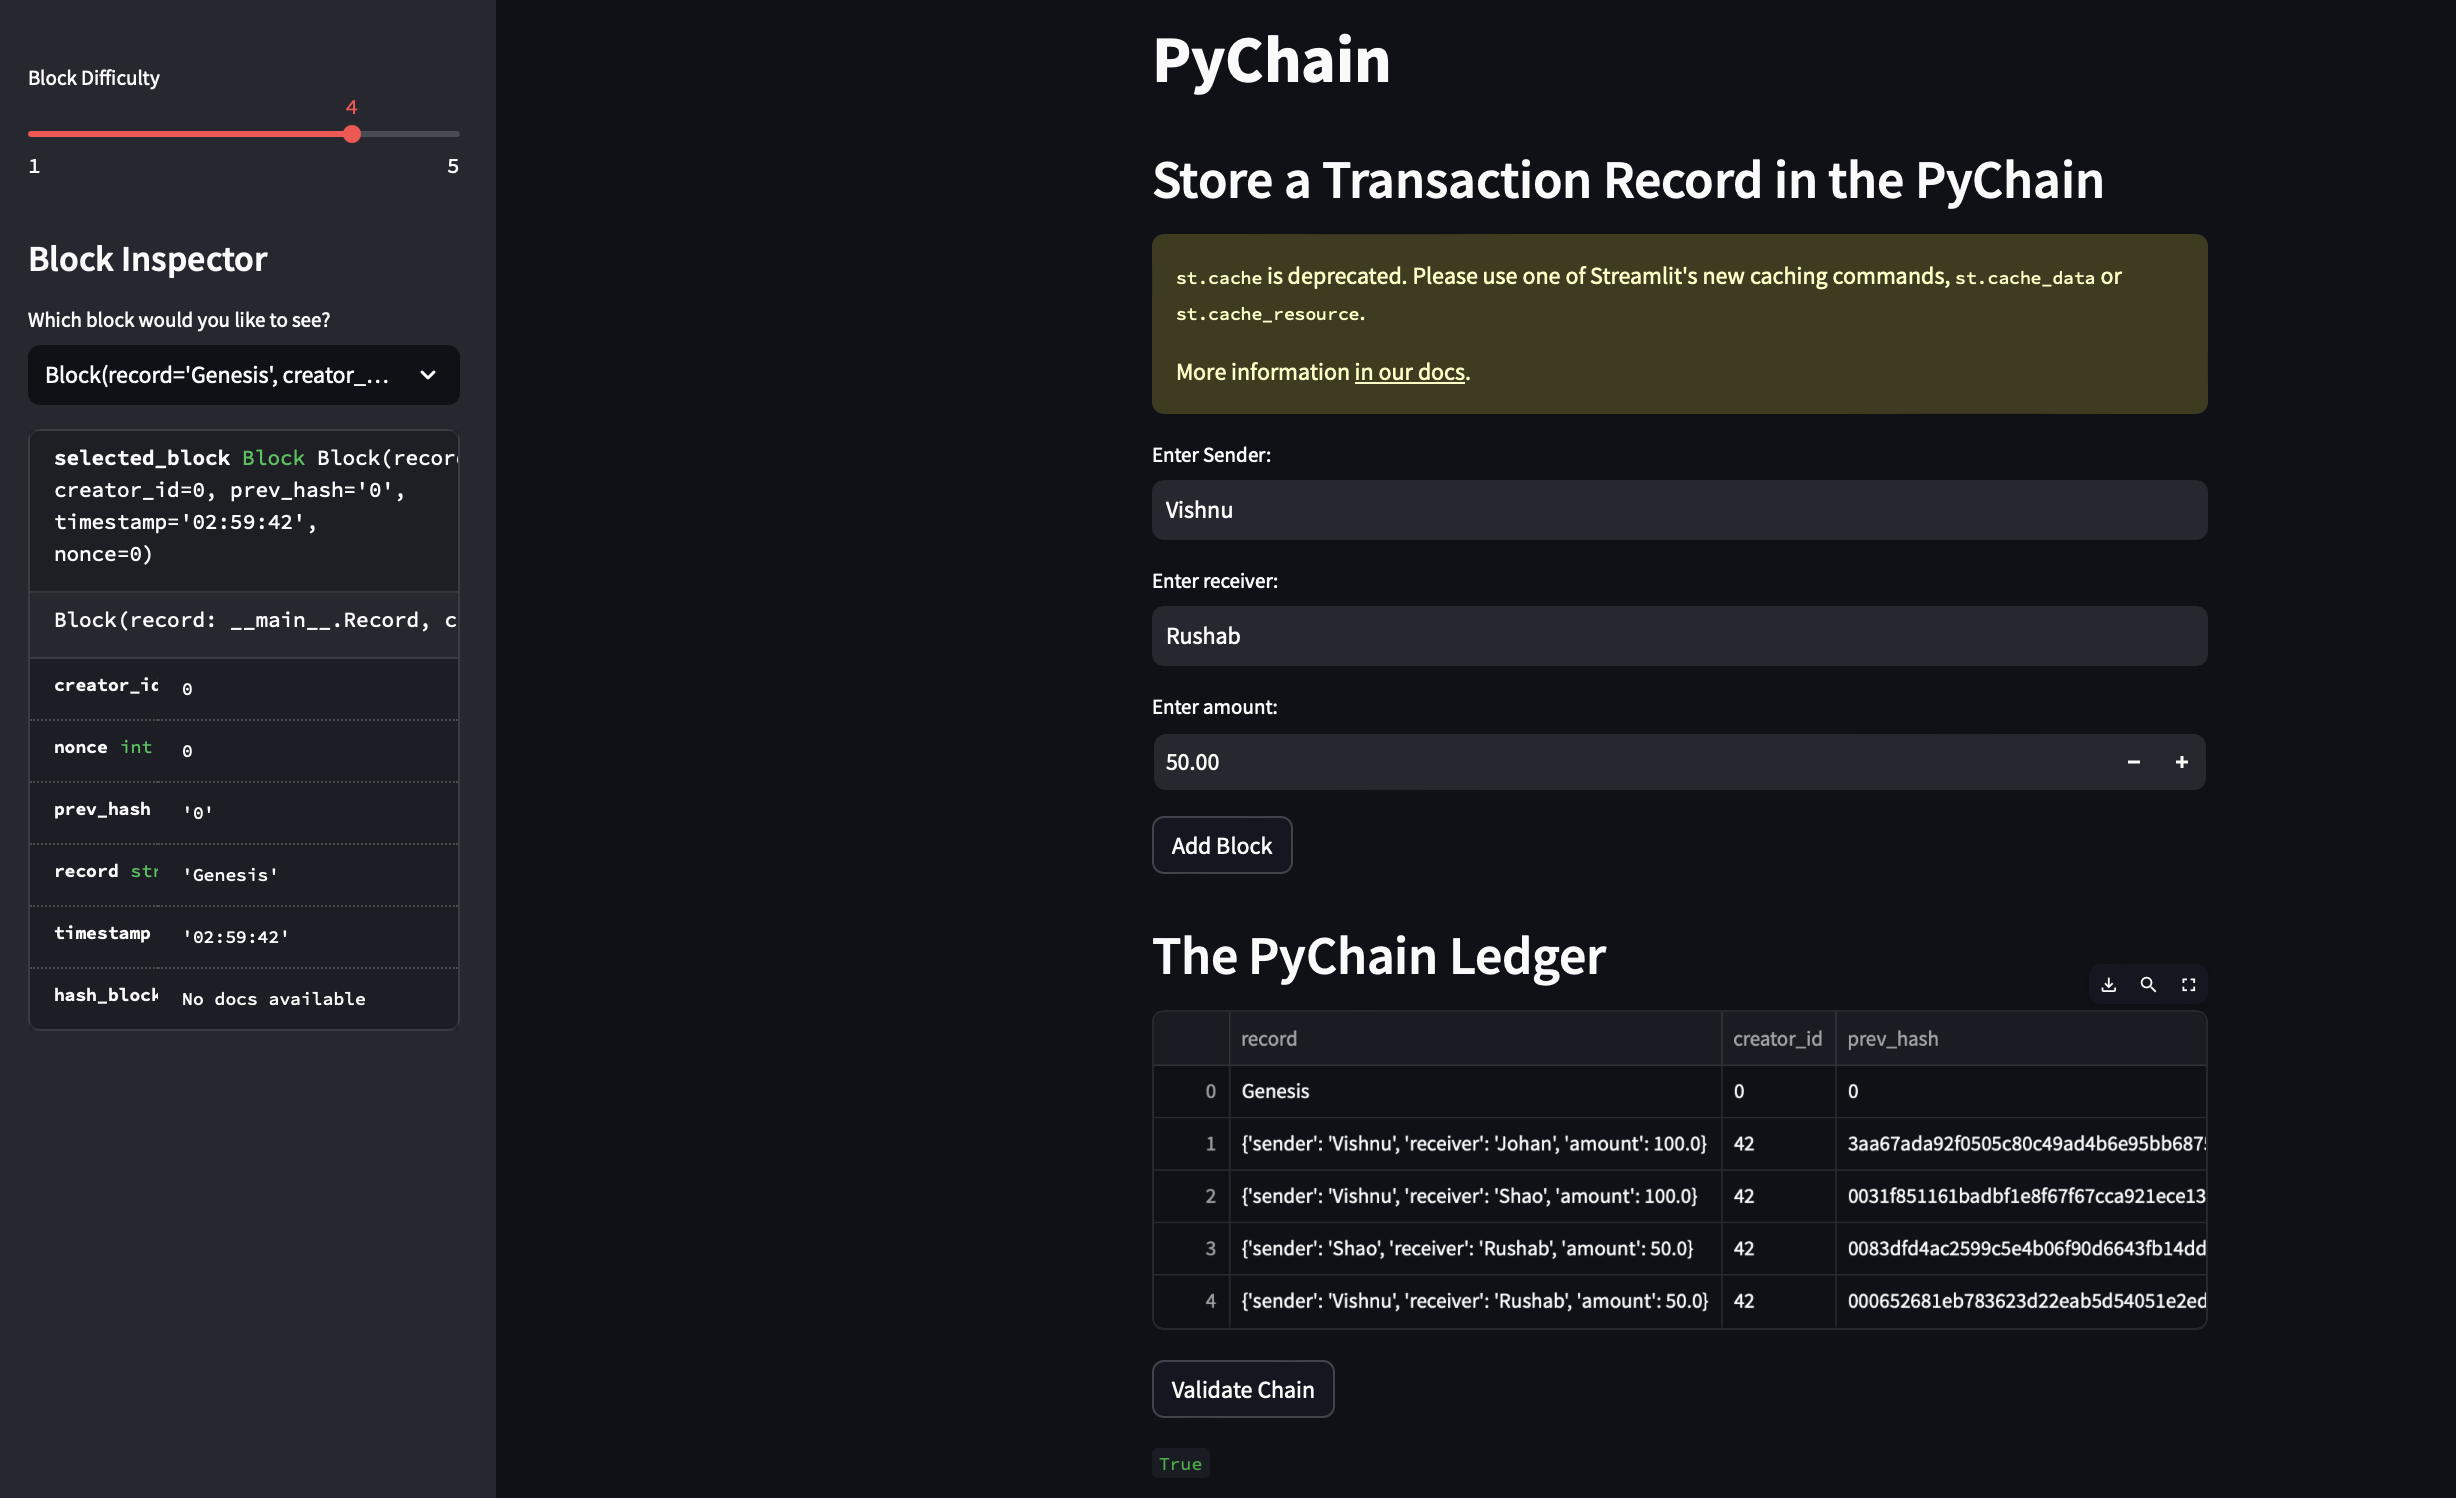 Block Difficulty
4
1 5
Block Inspector
Which block would you like to see?
Block(record='Genesis', creator_...
selected_block Block Block(recor
creator_id=0, prev_hash='0',
timestamp='02:59:42',
nonce=0)
Block(record: __main__.Record, c
creator_id 0
nonce int 0
prev_hash '0'
record str 'Genesis'
timestamp '02:59:42'
hash_block No docs available
PyChain
Store a Transaction Record in the PyChain
st.cache is deprecated. Please use one of Streamlit's new caching commands, st.cache_data or
st.cache_resource.
More information in our docs.
Enter Sender:
Vishnu
Enter receiver:
Rushab
Enter amount:
50.00 − +
Add Block
The PyChain Ledger
record creator_id prev_hash
0 Genesis 0 0
1 {'sender': 'Vishnu', 'receiver': 'Johan', 'amount': 100.0} 42 3aa67ada92f0505c80c49ad4b6e95bb6875
2 {'sender': 'Vishnu', 'receiver': 'Shao', 'amount': 100.0} 42 0031f851161badbf1e8f67f67cca921ece13
3 {'sender': 'Shao', 'receiver': 'Rushab', 'amount': 50.0} 42 0083dfd4ac2599c5e4b06f90d6643fb14dd
4 {'sender': 'Vishnu', 'receiver': 'Rushab', 'amount': 50.0} 42 000652681eb783623d22eab5d54051e2ed
Validate Chain
True